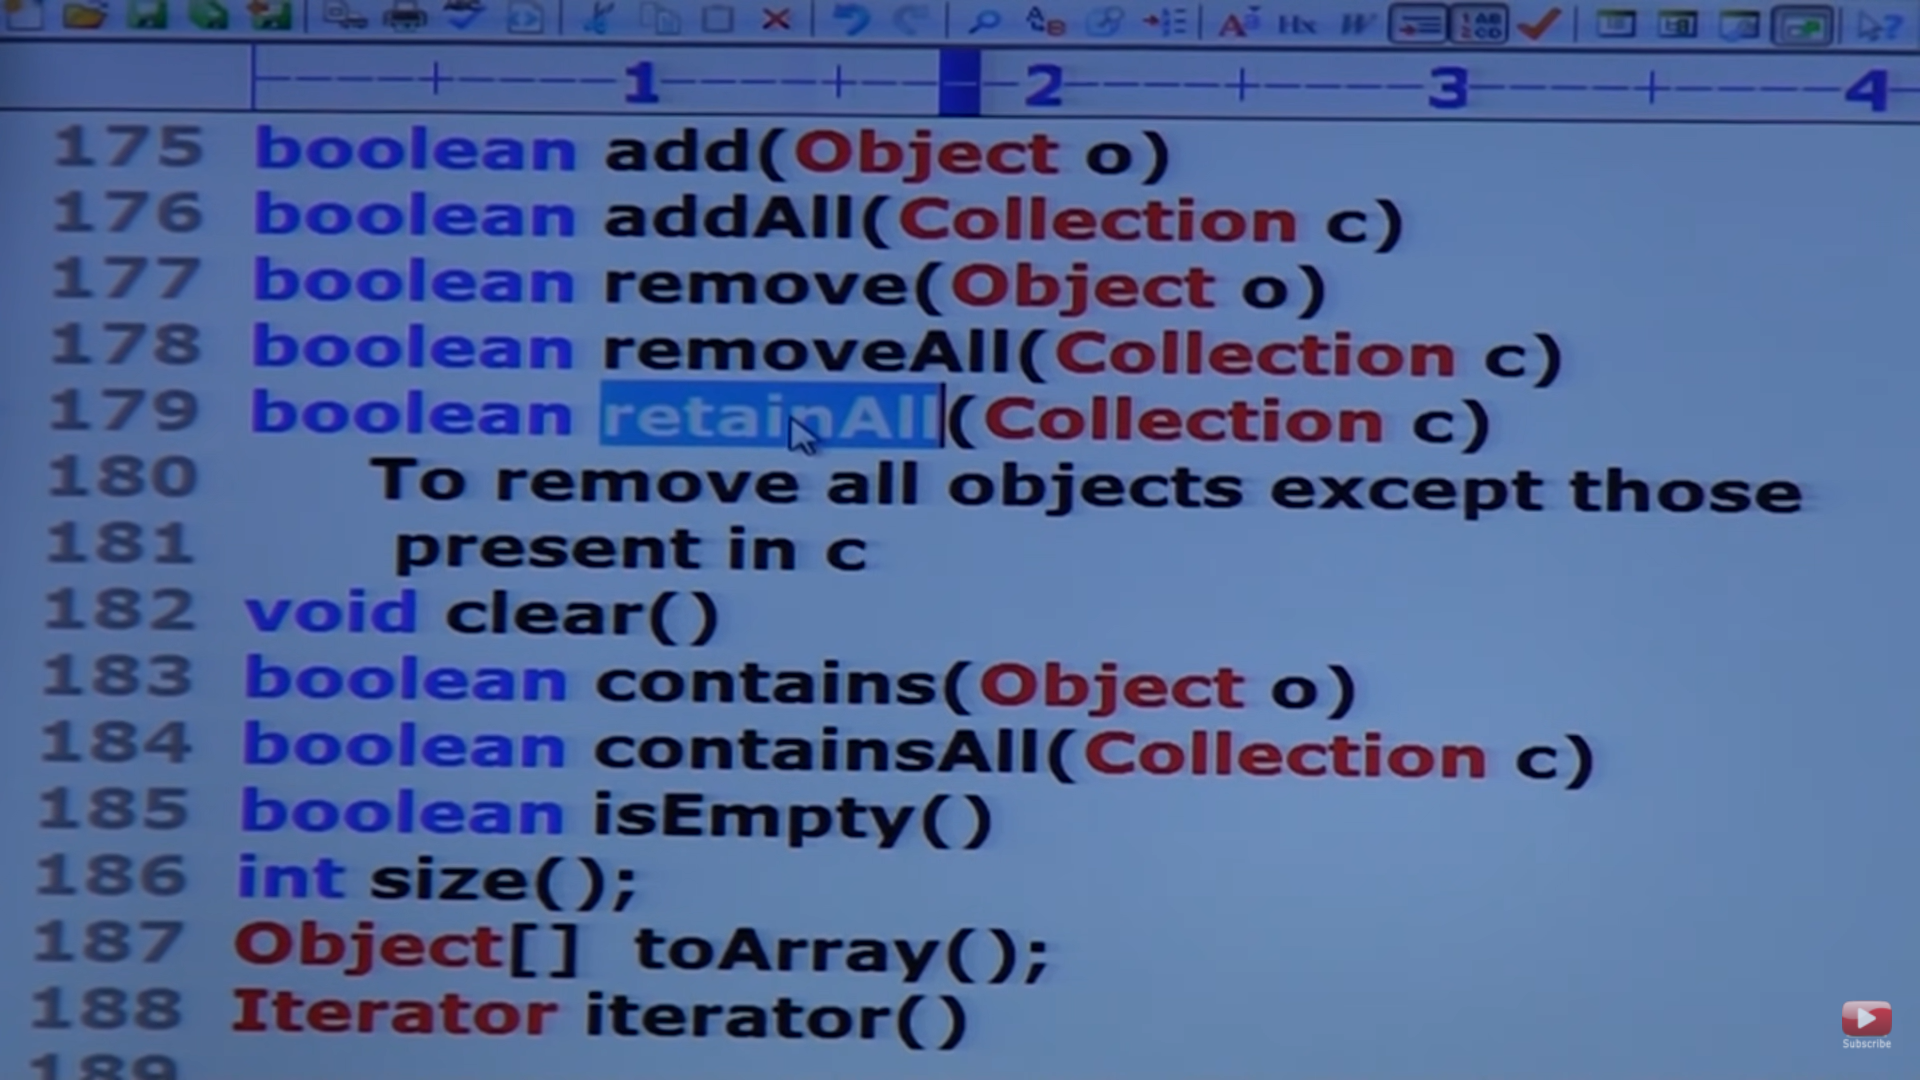 1 2 3 4
175 boolean add(Object o)
176 boolean addAll(Collection c)
177 boolean remove(Object o)
178 boolean removeAll(Collection c)
179 boolean retainAll(Collection c)
180 To remove all objects except those
181 present in c
182 void clear()
183 boolean contains(Object o)
184 boolean containsAll(Collection c)
185 boolean isEmpty()
186 int size();
187 Object[] toArray();
188 Iterator iterator()
189
Subscribe